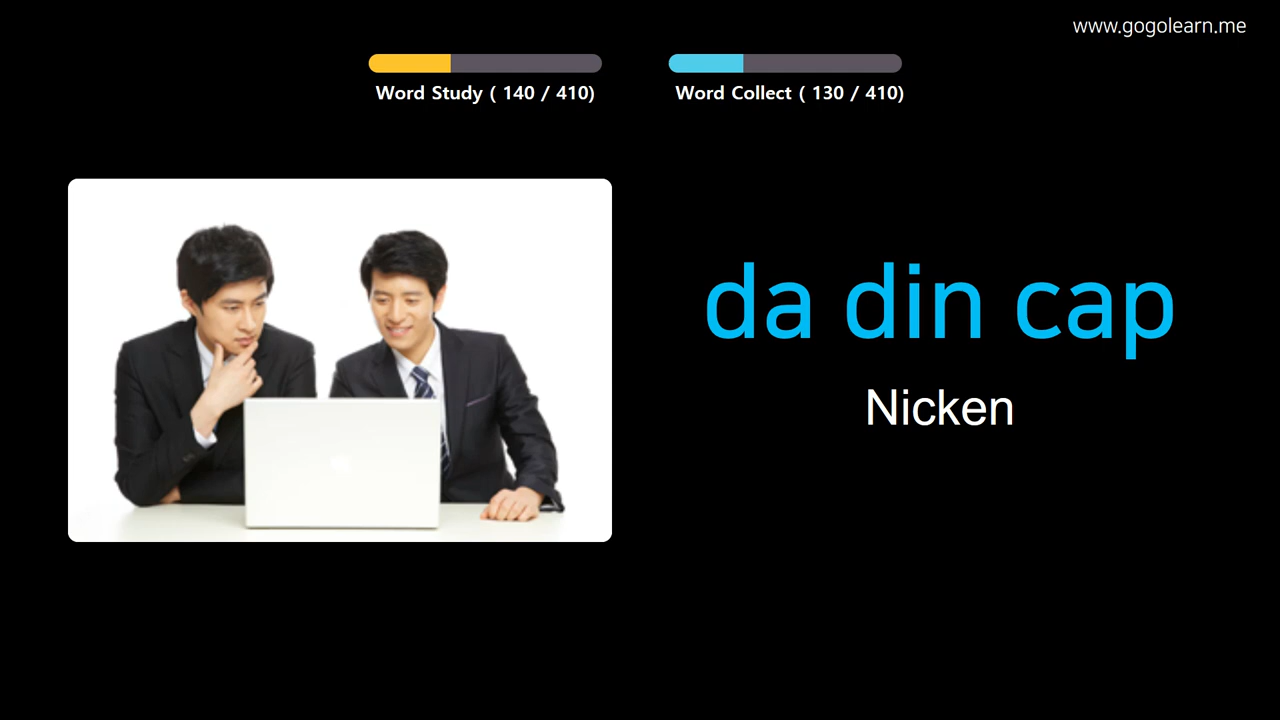 www.gogolearn.me
Word Study ( 140 / 410)
Word Collect ( 130 / 410)
da din cap
Nicken